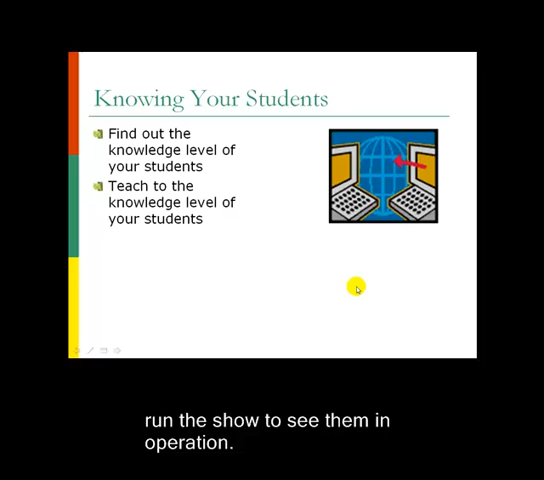 Knowing Your Students
Find out the
knowledge level of
your students
Teach to the
knowledge level of
your students
run the show to see them in
operation.